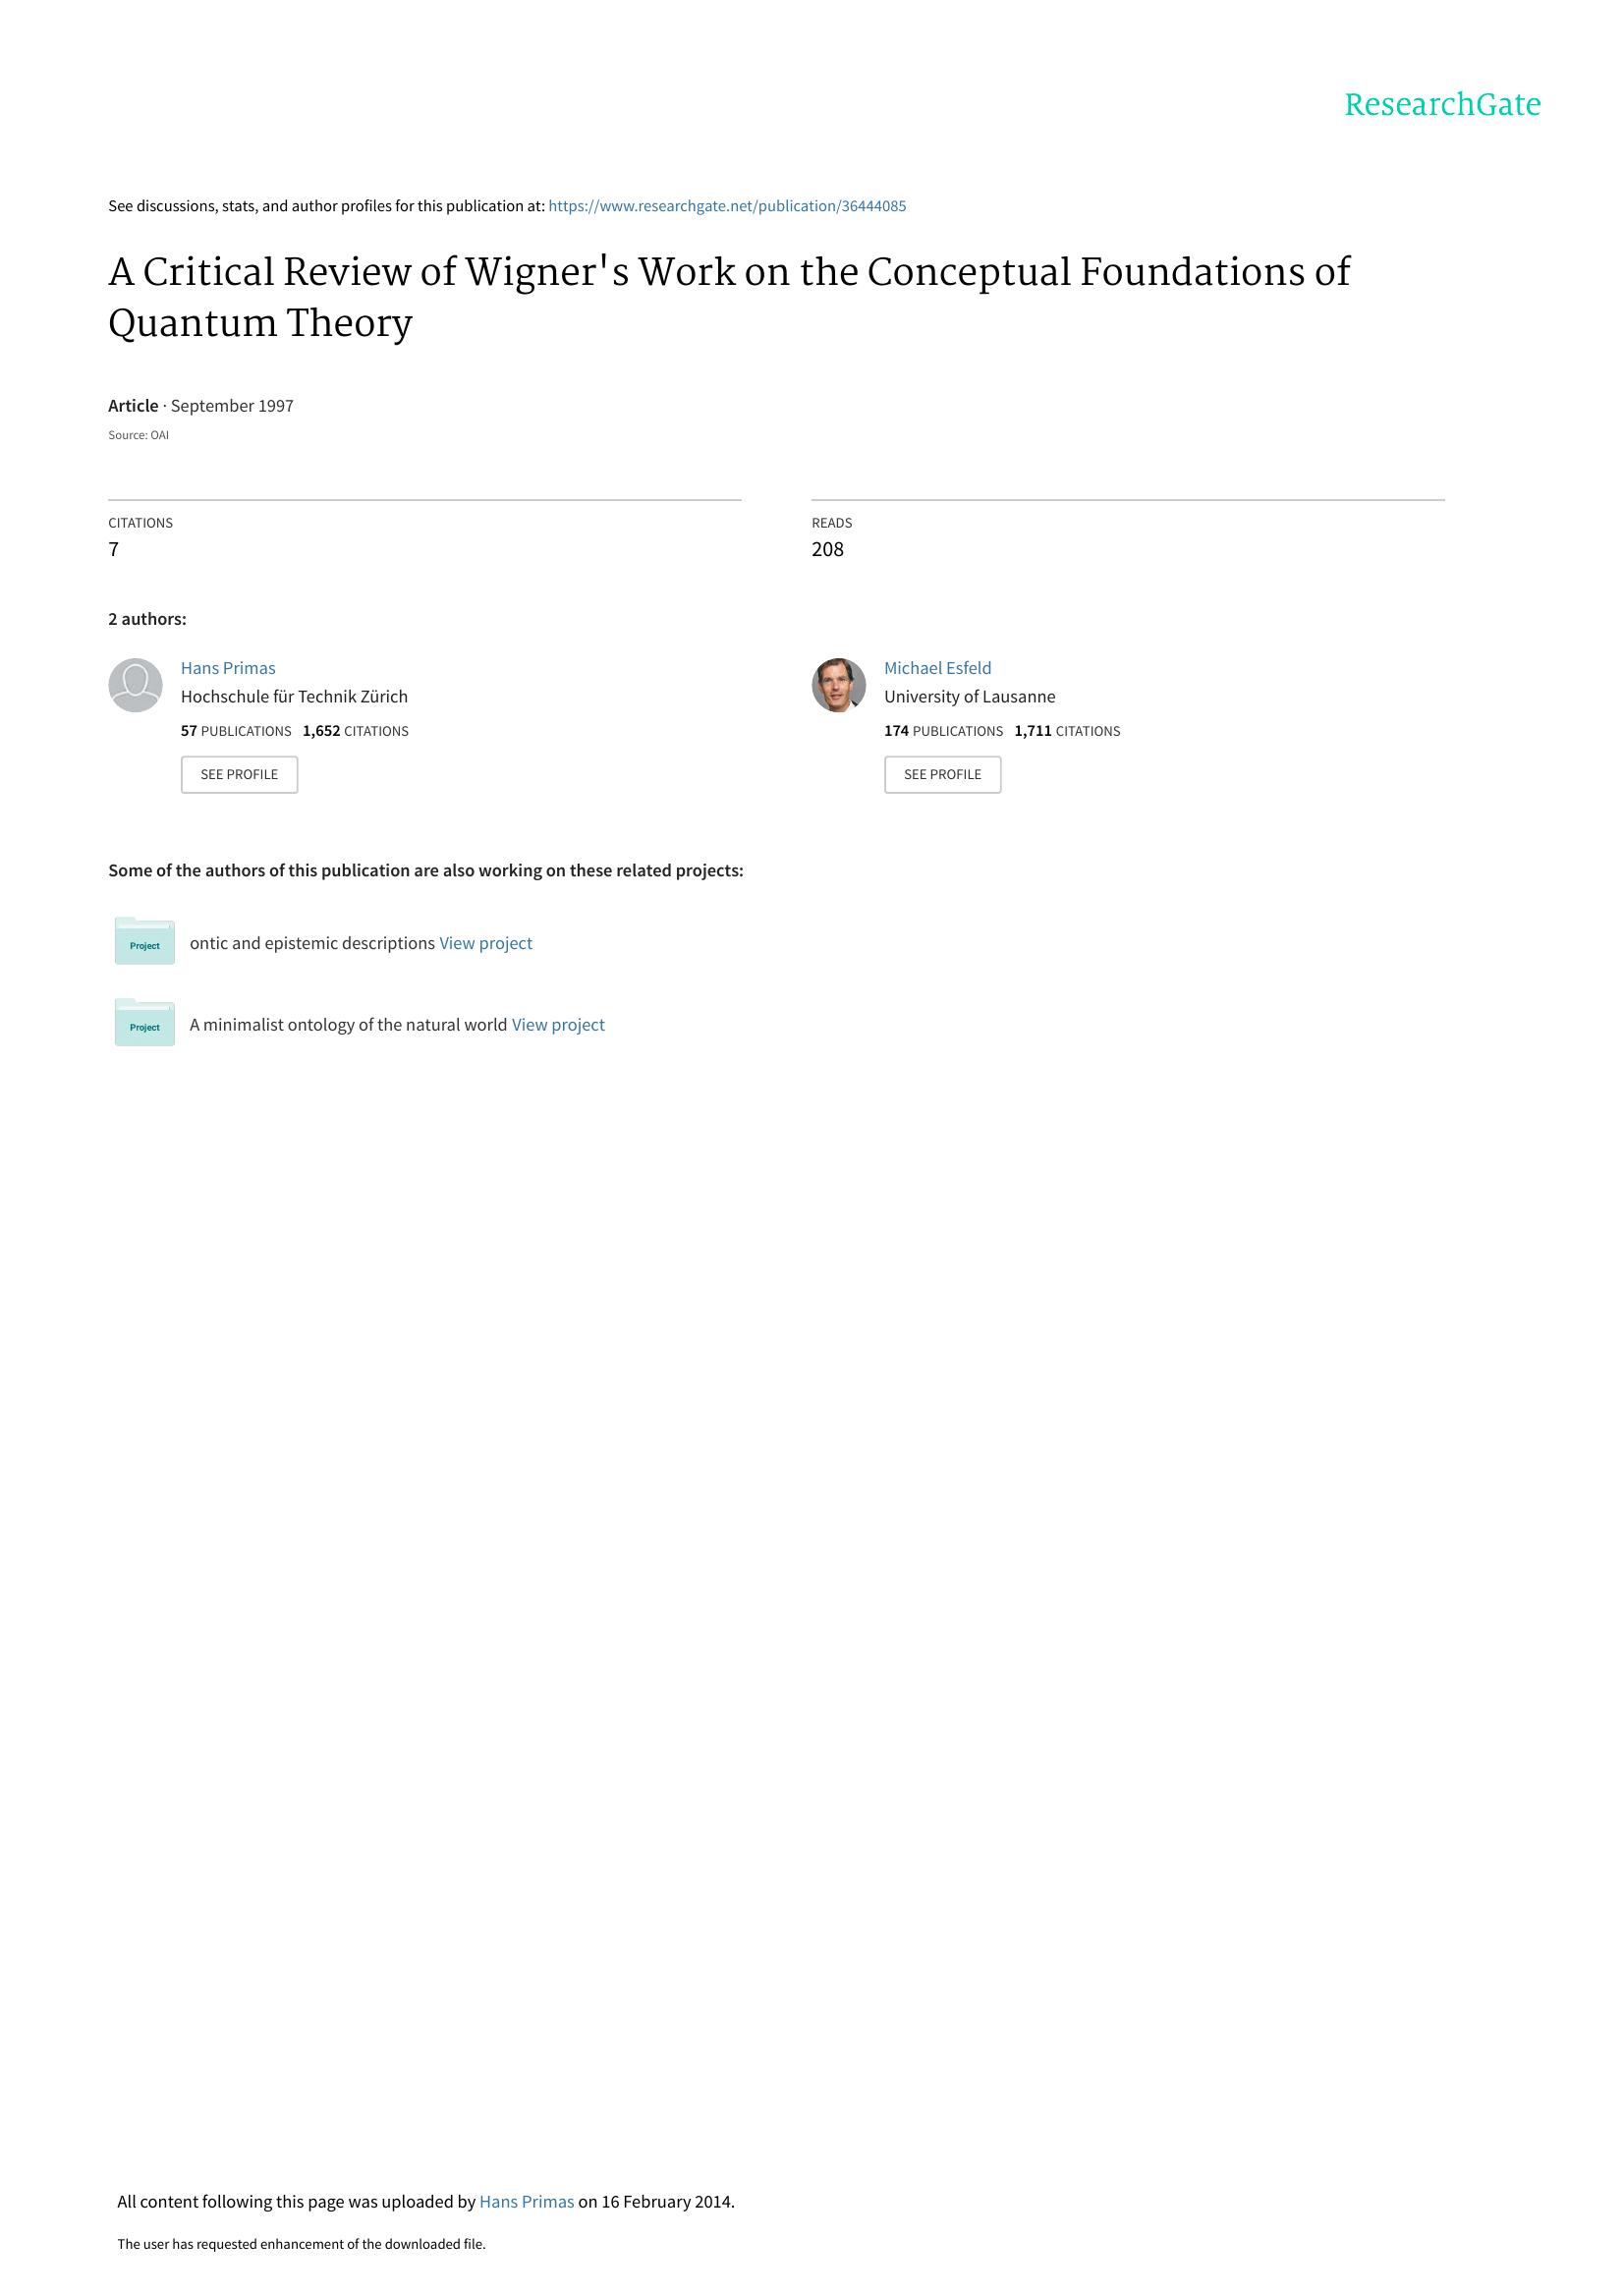 ResearchGate
See discussions, stats, and author profiles for this publication at: https://www.researchgate.net/publication/36444085
A Critical Review of Wigner's Work on the Conceptual Foundations of
Quantum Theory
Article · September 1997
Source: OAI
CITATIONS
7
READS
208
2 authors:
Hans Primas
Hochschule für Technik Zürich
57 PUBLICATIONS 1,652 CITATIONS
SEE PROFILE
Michael Esfeld
University of Lausanne
174 PUBLICATIONS 1,711 CITATIONS
SEE PROFILE
Some of the authors of this publication are also working on these related projects:
Project
ontic and epistemic descriptions View project
Project
A minimalist ontology of the natural world View project
All content following this page was uploaded by Hans Primas on 16 February 2014.
The user has requested enhancement of the downloaded file.